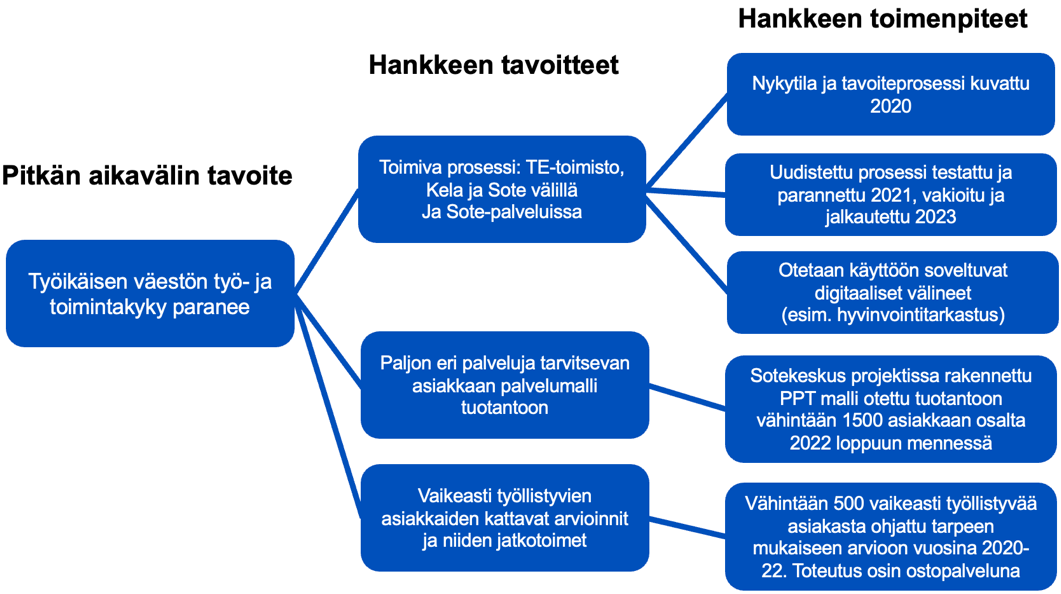 Hankkeen toimenpiteet
Hankkeen tavoitteet
Pitkän aikavälin tavoite
Työikäisen väestön työ- ja
toimintakyky paranee
Toimiva prosessi: TE-toimisto,
Kela ja Sote välillä
Ja Sote-palveluissa
Paljon eri palveluja tarvitsevan
asiakkaan palvelumalli
tuotantoon
Vaikeasti työllistyvien
asiakkaiden kattavat arvioinnit
ja niiden jatkotoimet
Nykytila ja tavoiteprosessi kuvattu
2020
Uudistettu prosessi testattu ja
parannettu 2021, vakioitu ja
jalkautettu 2023
Otetaan käyttöön soveltuvat
digitaaliset välineet
(esim. hyvinvointitarkastus)
Sotekeskus projektissa rakennettu
PPT malli otettu tuotantoon
vähintään 1500 asiakkaan osalta
2022 loppuun mennessä
Vähintään 500 vaikeasti työllistyvää
asiakasta ohjattu tarpeen
mukaiseen arvioon vuosina 2020-
22. Toteutus osin ostopalveluna